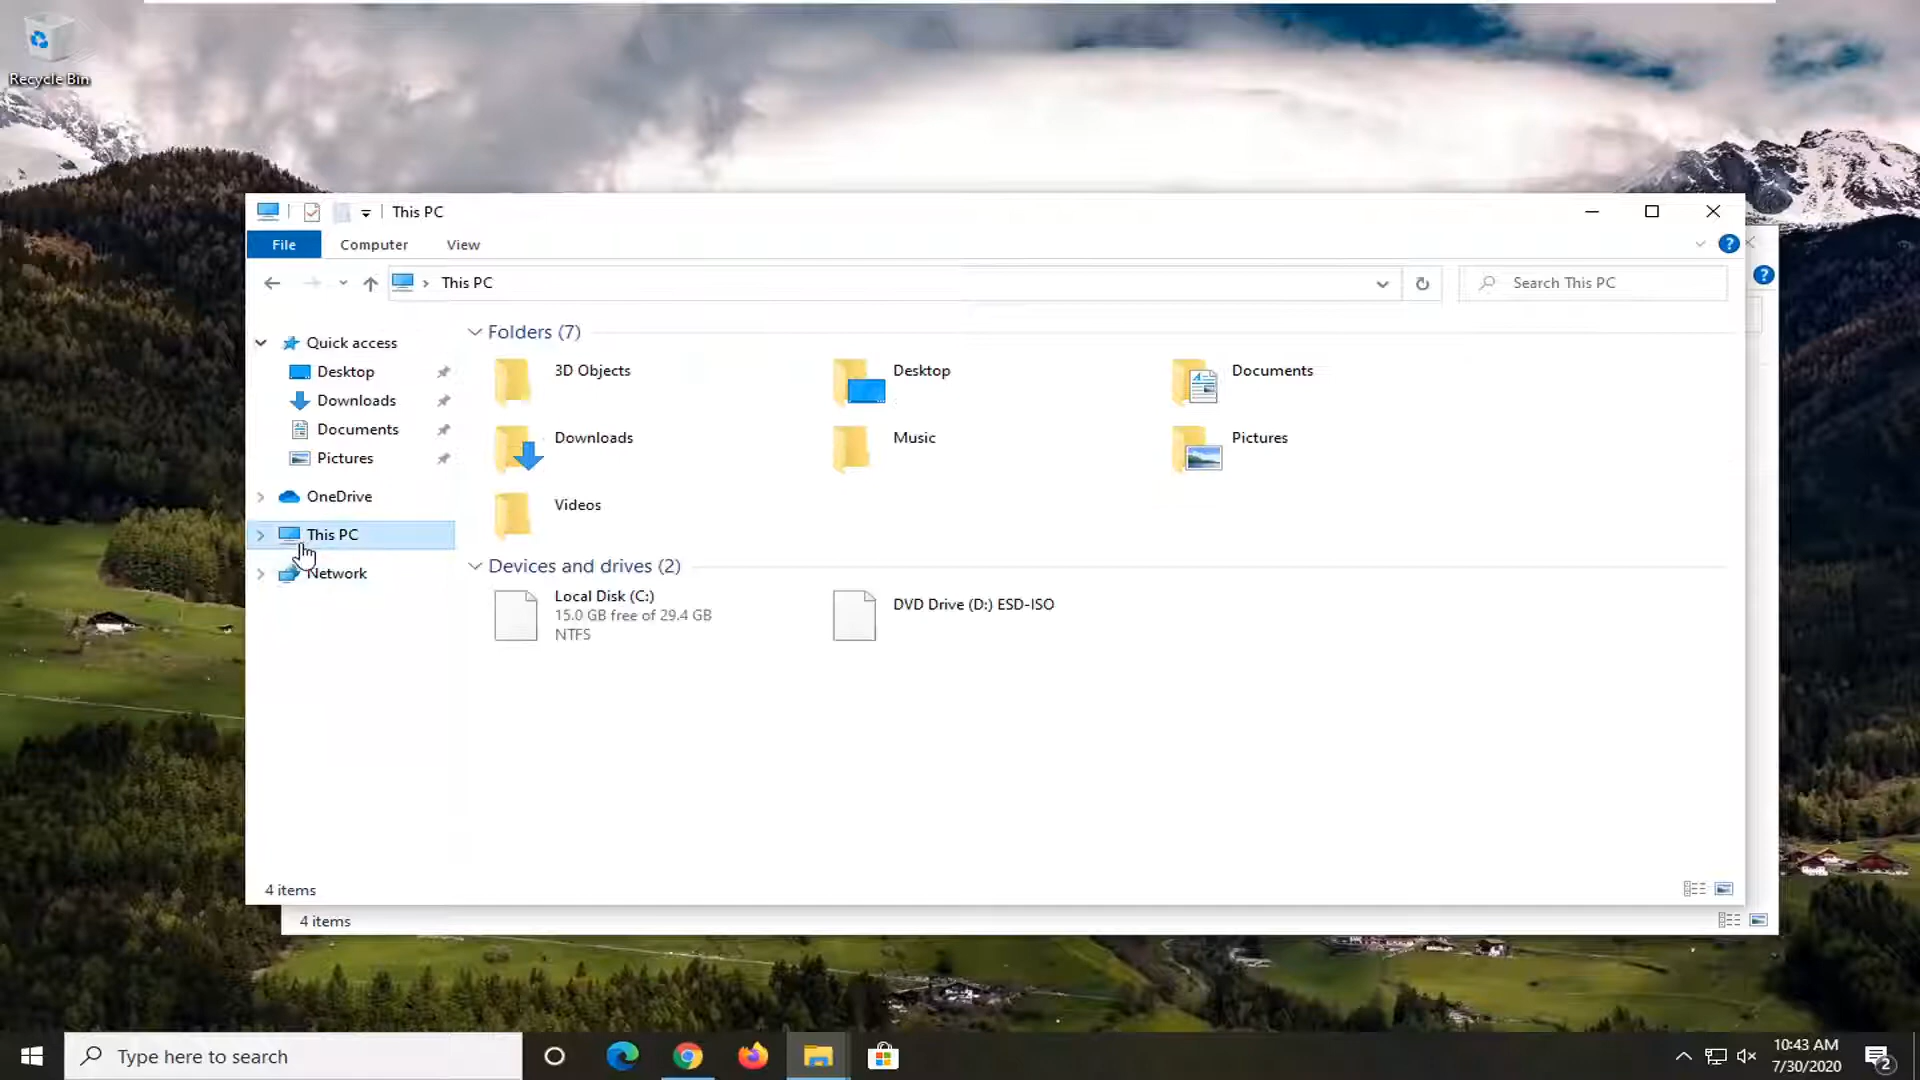 Recycle Bin
This PC
File
Computer
View
This PC
Search This PC
Quick access
Desktop
Downloads
Documents
Pictures
OneDrive
This PC
Network
Folders (7)
3D Objects
Desktop
Documents
Downloads
Music
Pictures
Videos
Devices and drives (2)
Local Disk (C:)
15.0 GB free of 29.4 GB
NTFS
DVD Drive (D:) ESD-ISO
4 items
4 items
Type here to search
10:43 AM
7/30/2020
2